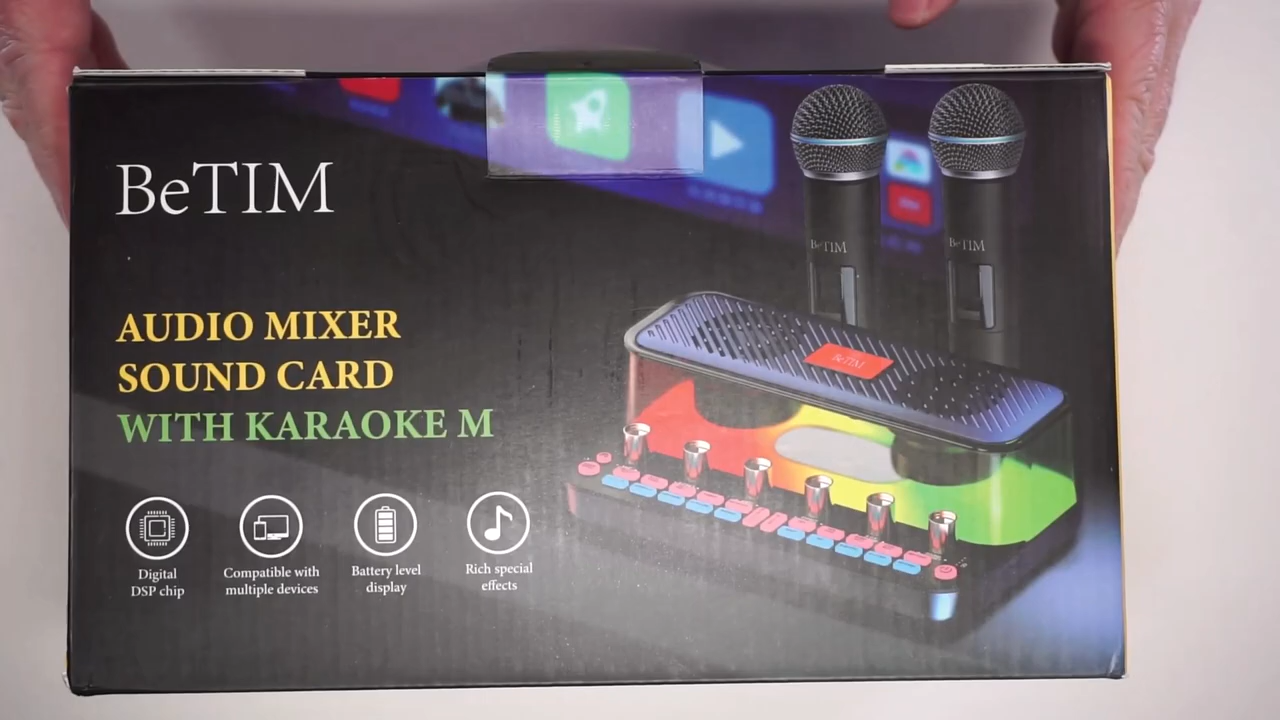 BeTIM
AUDIO MIXER
SOUND CARD
WITH KARAOKE M
Digital
DSP chip
Compatible with
multiple devices
Battery level
display
Rich special
effects
BeTIM
BeTIM
BeTIM